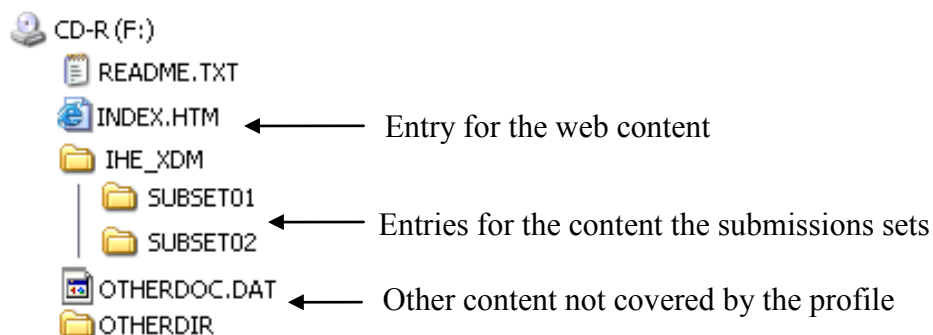 CD-R (F:)
README.TXT
INDEX.HTM
Entry for the web content
IHE_XDM
SUBSET01
Entries for the content the submissions sets
SUBSET02
OTHERDOC.DAT
Other content not covered by the profile
OTHERDIR